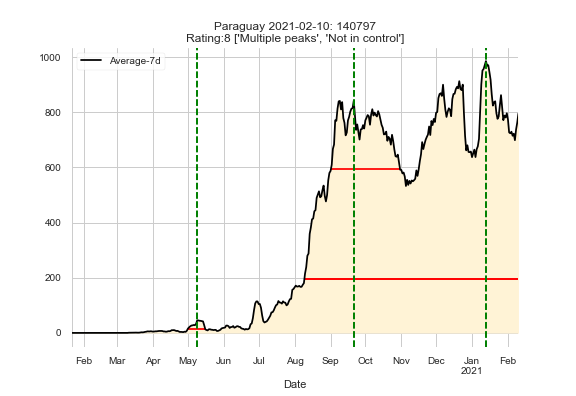 Paraguay 2021-02-10: 140797
Rating:8 ['Multiple peaks', 'Not in control']
Average-7d
1000
800
600
400
200
0
Feb Mar Apr May Jun Jul Aug Sep Oct Nov Dec Jan Feb
2021
Date